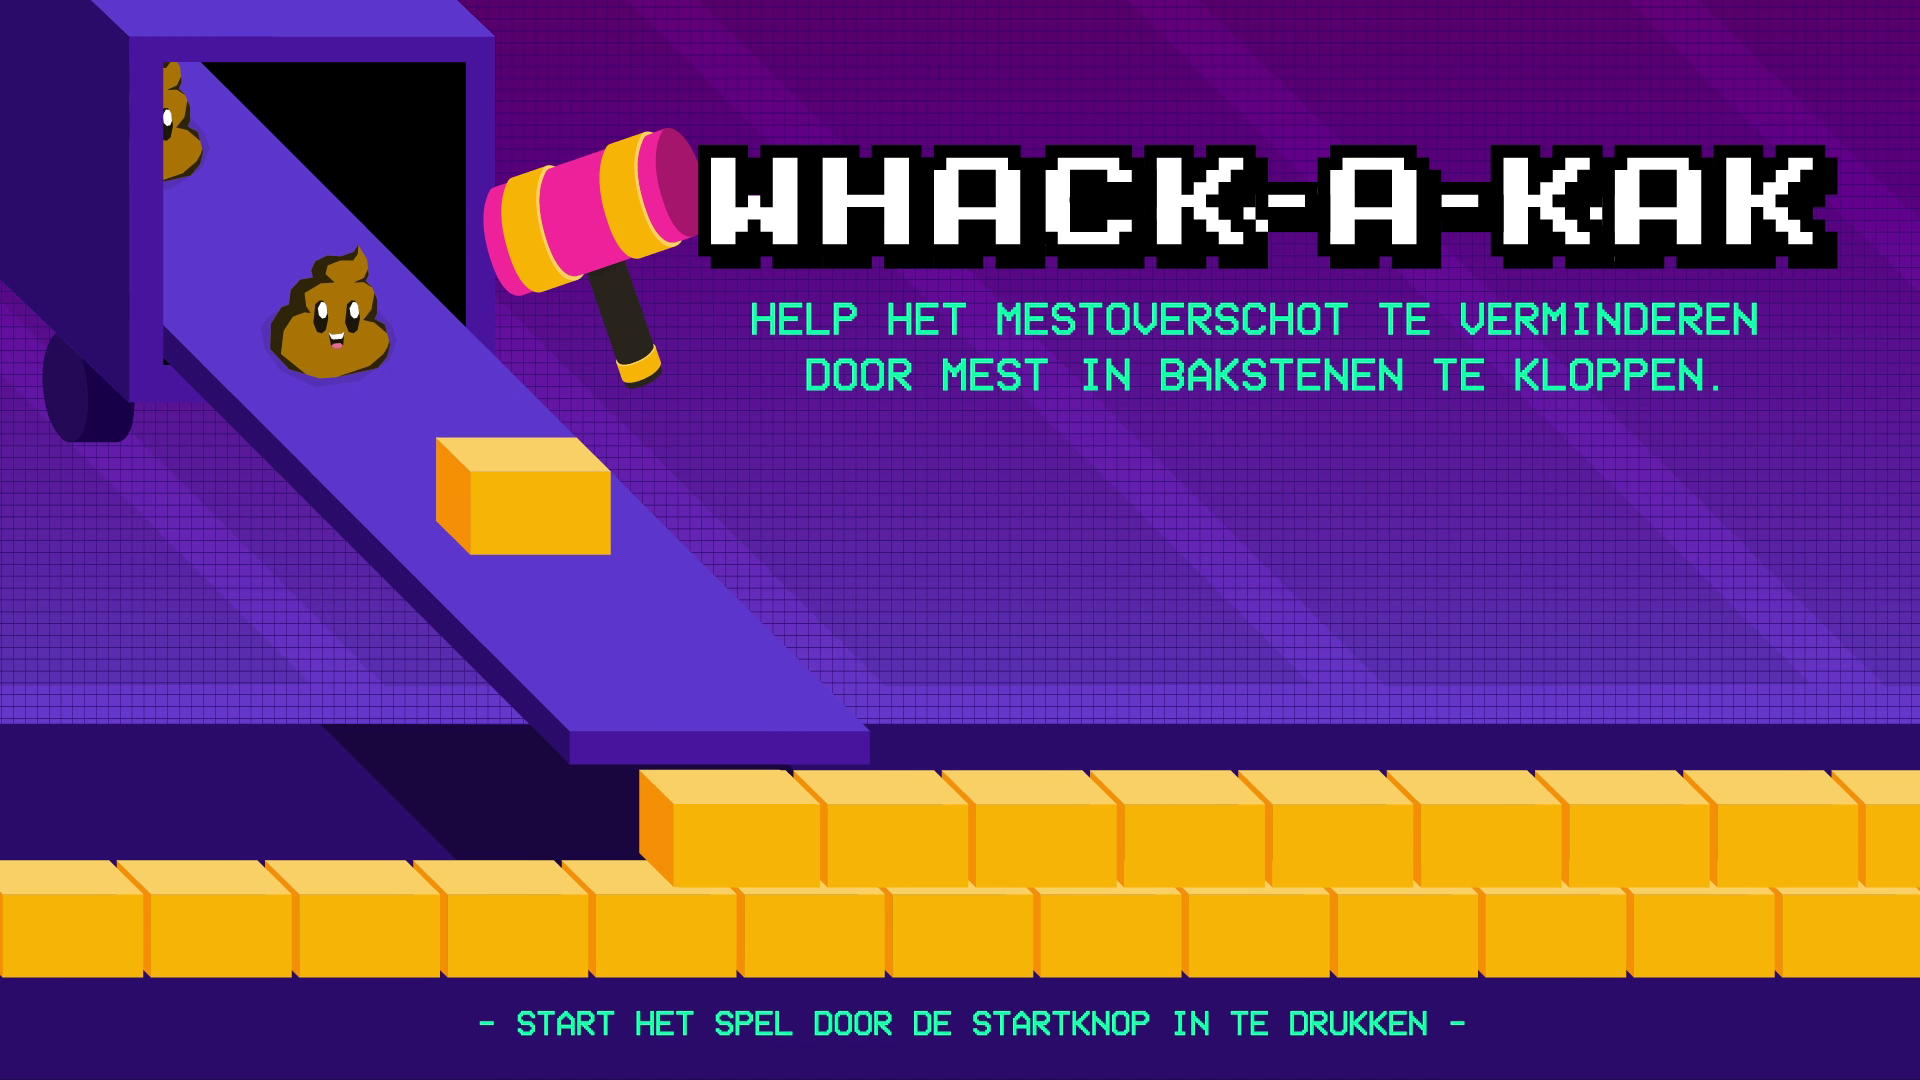 WHACK-A-KAK
HELP HET MESTOVERSCHOT TE VERMINDEREN
DOOR MEST IN BAKSTENEN TE KLOPPEN.
- START HET SPEL DOOR DE STARTKNOP IN TE DRUKKEN -